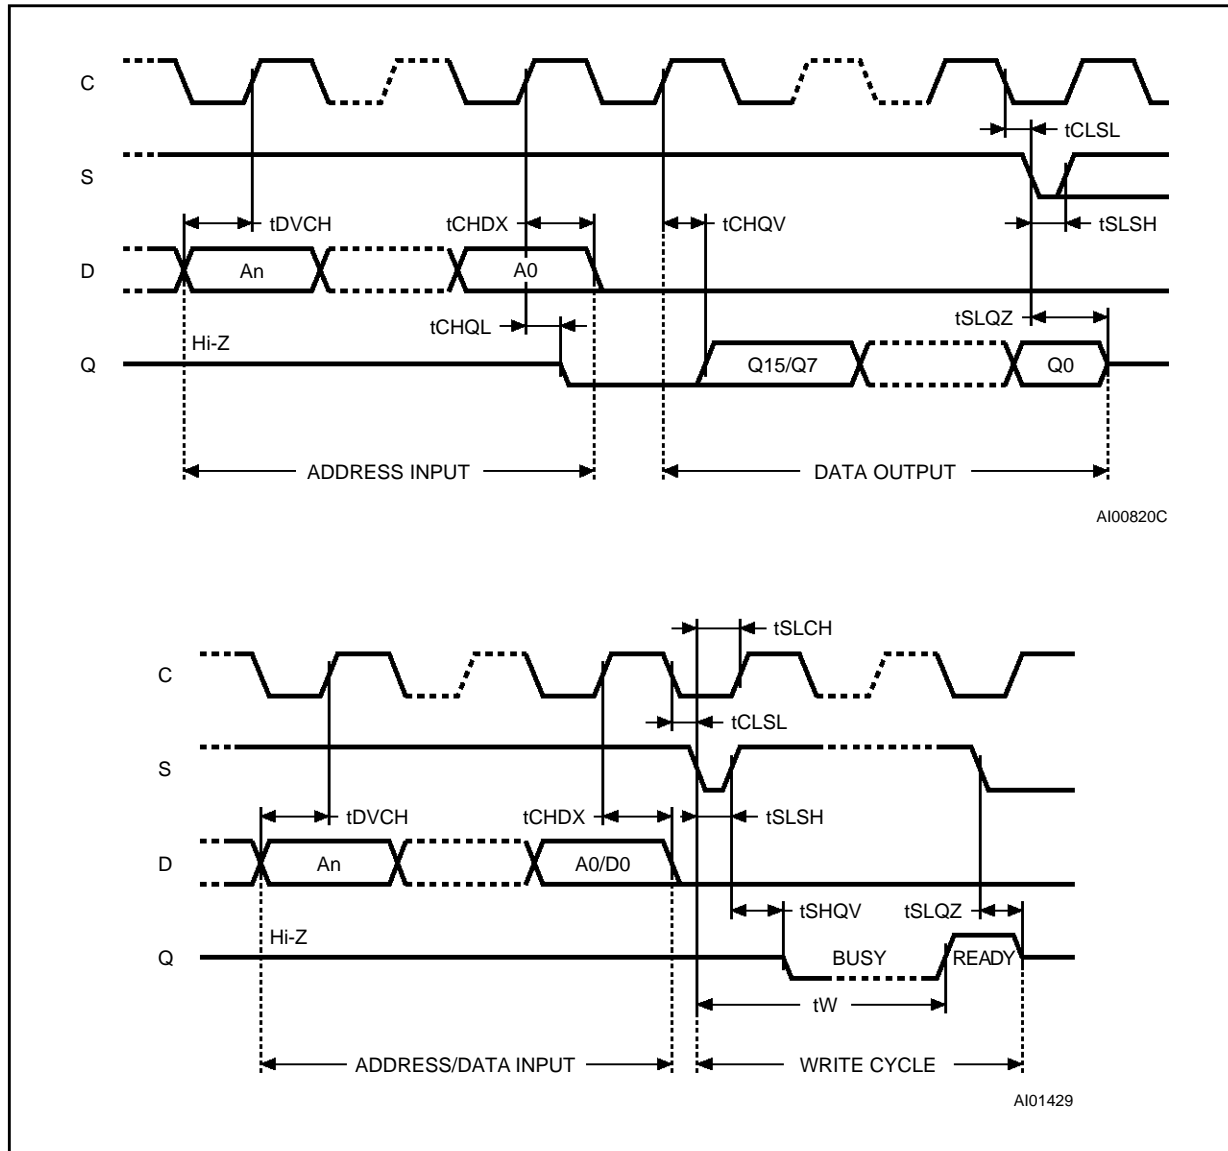 C
tCLSL
S
tDVCH
tCHDX
tCHQV
tSLSH
D
An
A0
tCHQL
tSLQZ
Hi-Z
Q
Q15/Q7
Q0
ADDRESS INPUT
DATA OUTPUT
AI00820C
tSLCH
C
tCLSL
S
tDVCH
tCHDX
tSLSH
D
An
A0/D0
tSHQV
tSLQZ
Hi-Z
Q
BUSY
READY
tW
ADDRESS/DATA INPUT
WRITE CYCLE
AI01429